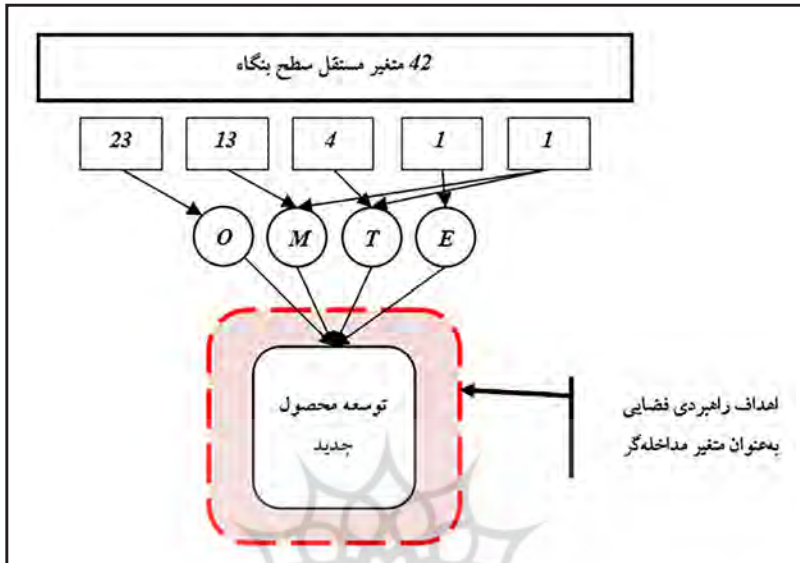 42 متغیر مستقل سطح بنگاه
23 13 4 1 1
O M T E
توسعه محصول
جدید
اهداف راهبردی فضایی
به‌عنوان متغیر مداخله‌گر